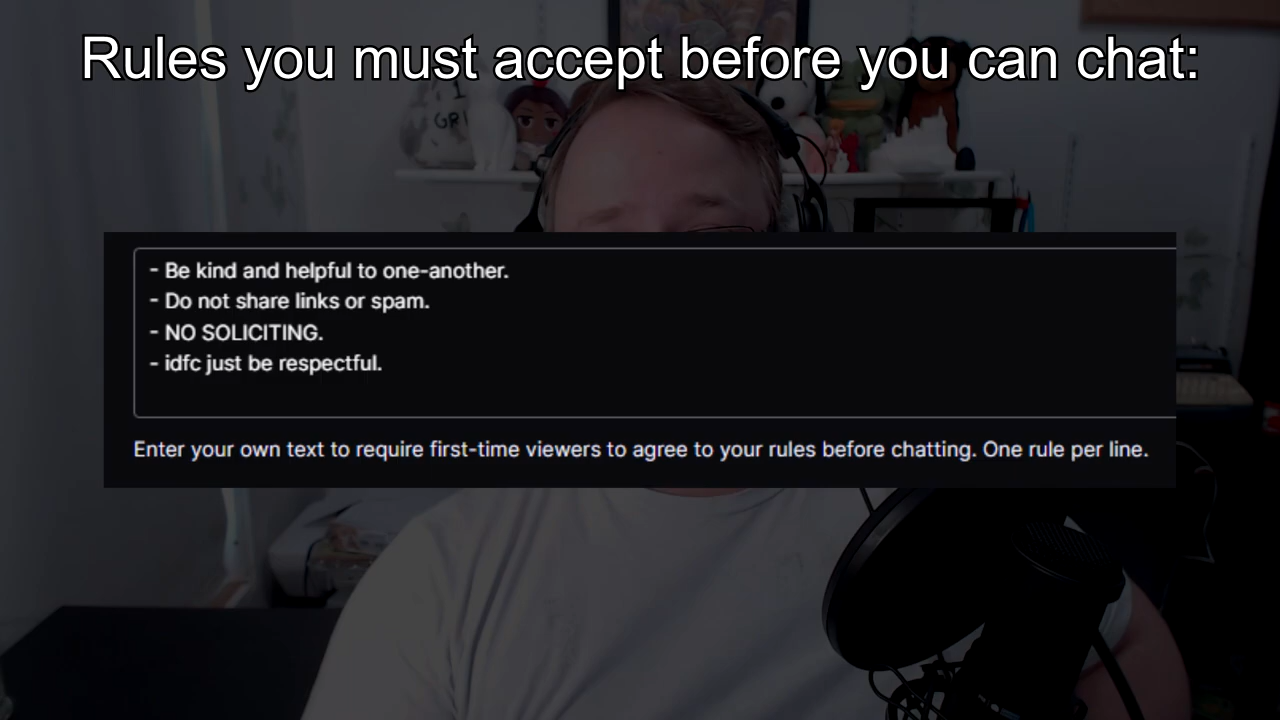 Rules you must accept before you can chat:
GRI
- Be kind and helpful to one-another.
- Do not share links or spam.
- NO SOLICITING.
- idfc just be respectful.
Enter your own text to require first-time viewers to agree to your rules before chatting. One rule per line.